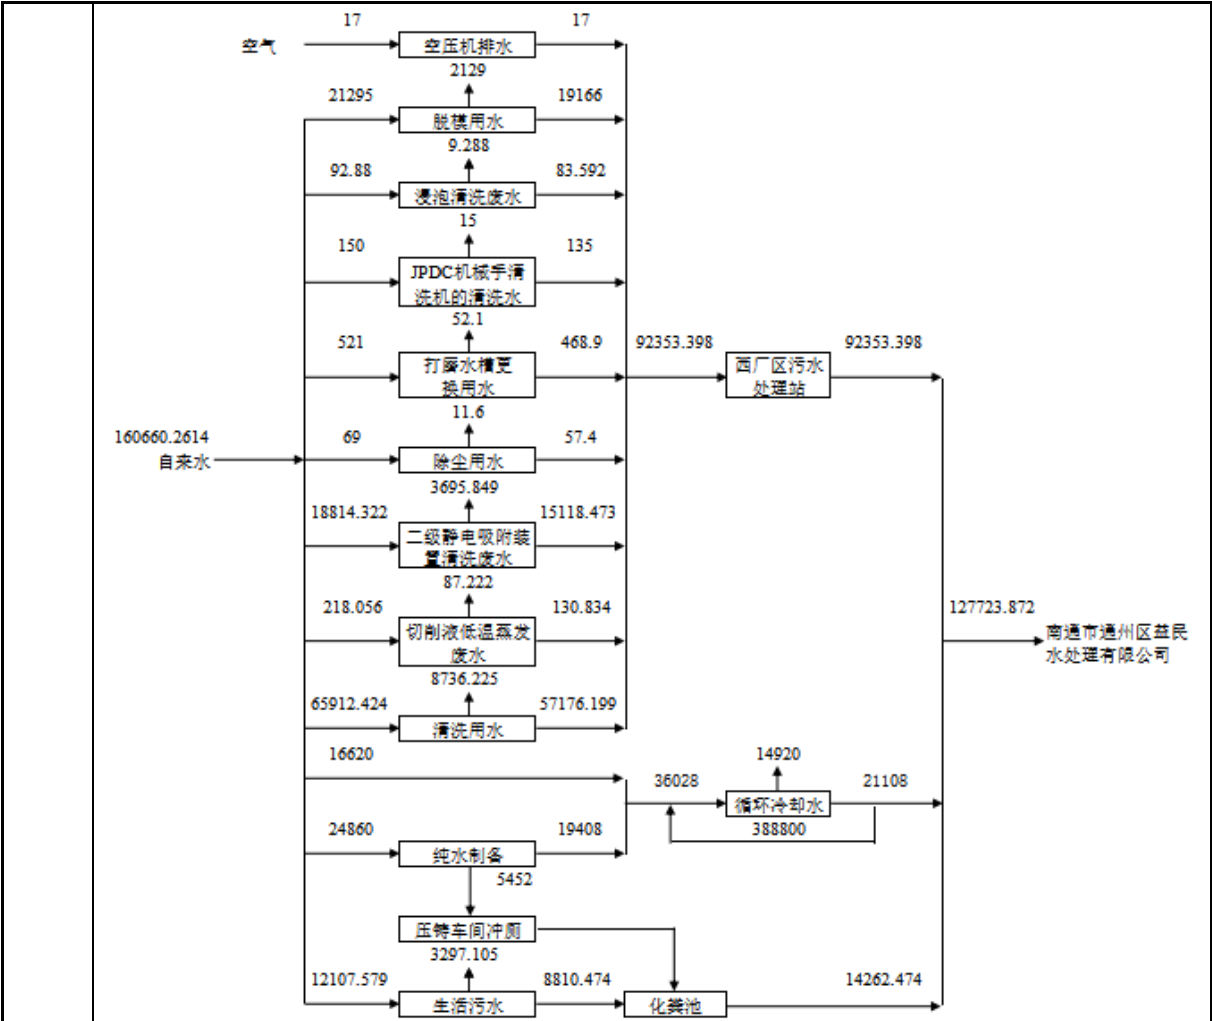 17
17
空气
空压机排水
2129
21295
19166
脱模用水
9.288
92.88
83.592
浸泡清洗废水
15
150
135
JPDC机械手清
洗机的清洗水
52.1
521
468.9
92353.398
92353.398
打磨水槽更
换用水
西厂区污水
处理站
11.6
160660.2614
自来水
69
57.4
除尘用水
3695.849
18814.322
15118.473
二级静电吸附装
置清洗废水
87.222
218.056
130.834
127723.872
切削液低温蒸发
废水
南通市通州区益民
水处理有限公司
8736.225
65912.424
57176.199
清洗用水
16620
14920
36028
21108
循环冷却水
388800
24860
19408
纯水制备
5452
压铸车间冲厕
3297.105
12107.579
8810.474
14262.474
生活污水
化粪池